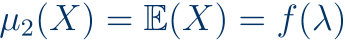 μ₂(X) = 𝔼(X) = f(λ)